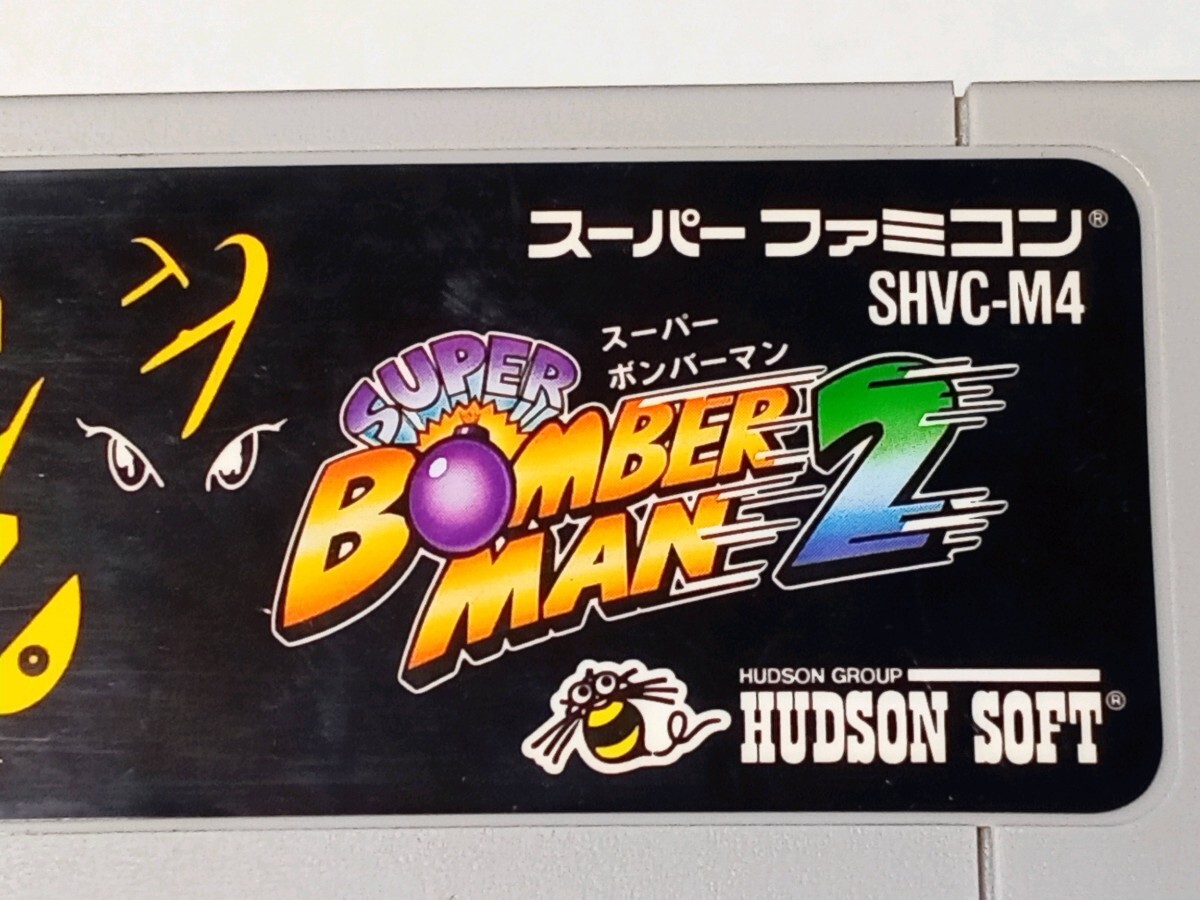 スーパーファミコン®
SHVC-M4
スーパー
ボンバーマン
SUPER
BOMBER
MAN
2
HUDSON GROUP
HUDSON SOFT®